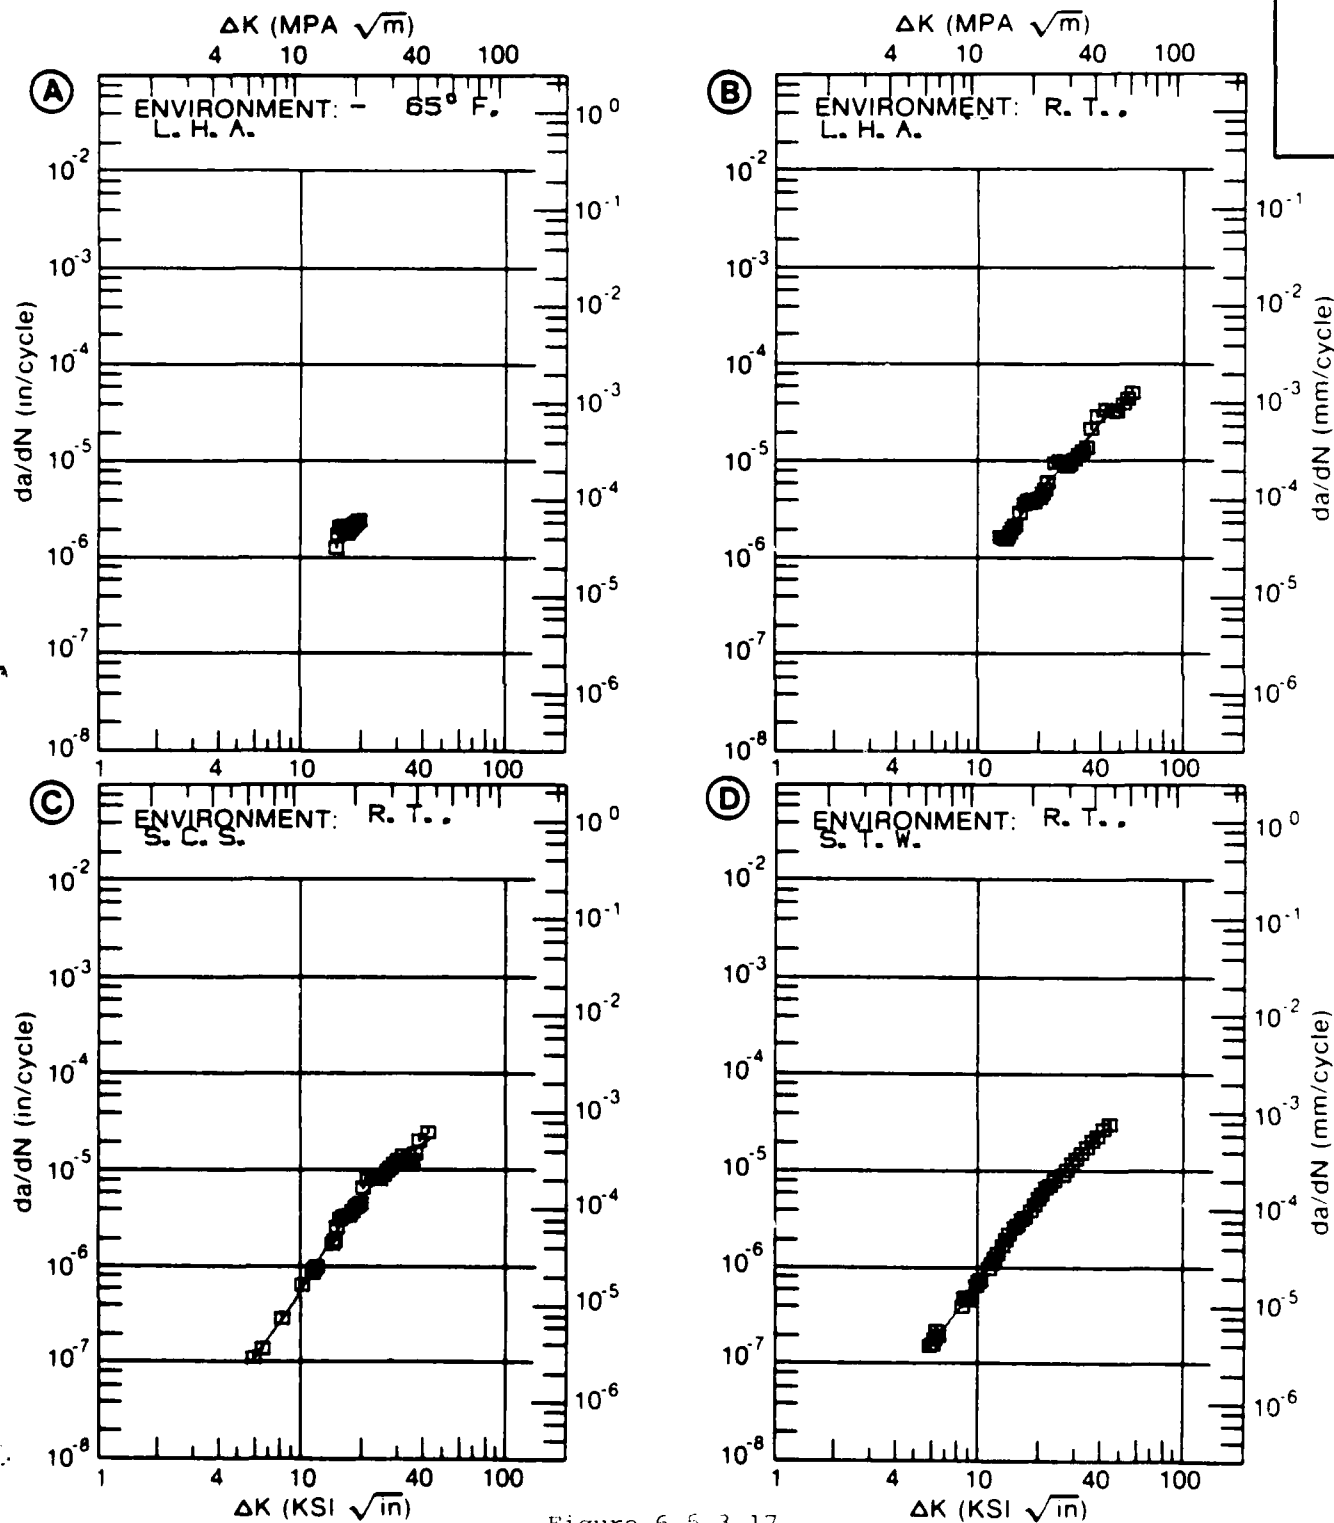 ΔK (MPA √m)
4 10 40 100
ΔK (MPA √m)
4 10 40 100
A
ENVIRONMENT: - 65° F.
L. H. A.
10^-2
10^-3
10^-4
10^-5
10^-6
10^-7
10^-8
da/dN (in/cycle)
10^0
10^-1
10^-2
10^-3
10^-4
10^-5
10^-6
1 4 10 40 100
B
ENVIRONMENT: R. T. .
L. H. A.
10^-2
10^-3
10^-4
10^-5
10^-6
10^-7
10^-8
10^-1
10^-2
10^-3
10^-4
10^-5
10^-6
da/dN (mm/cycle)
1 4 10 40 100
C
ENVIRONMENT: R. T. .
S. C. S.
10^-2
10^-3
10^-4
10^-5
10^-6
10^-7
10^-8
da/dN (in/cycle)
10^0
10^-1
10^-2
10^-3
10^-4
10^-5
10^-6
1 4 10 40 100
ΔK (KSI √in)
D
ENVIRONMENT: R. T. .
S. T. W.
10^-2
10^-3
10^-4
10^-5
10^-6
10^-7
10^-8
10^0
10^-1
10^-2
10^-3
10^-4
10^-5
10^-6
da/dN (mm/cycle)
1 4 10 40 100
ΔK (KSI √in)
Figure 6.5.3.17